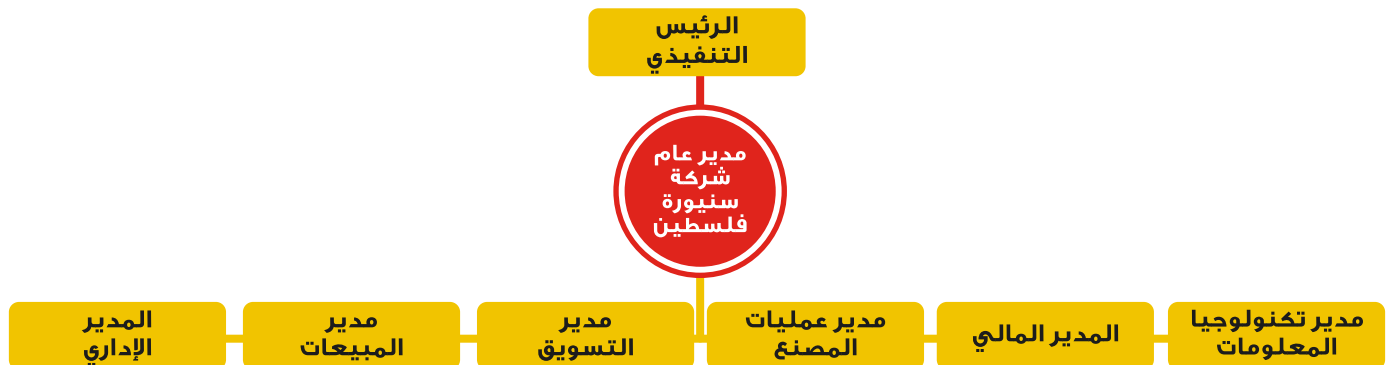 الرئيس
التنفيذي
مدير عام
شركة
سنيورة
فلسطين
مدير تكنولوجيا
المعلومات
المدير المالي
مدير عمليات
المصنع
مدير
التسويق
مدير
المبيعات
المدير
الإداري